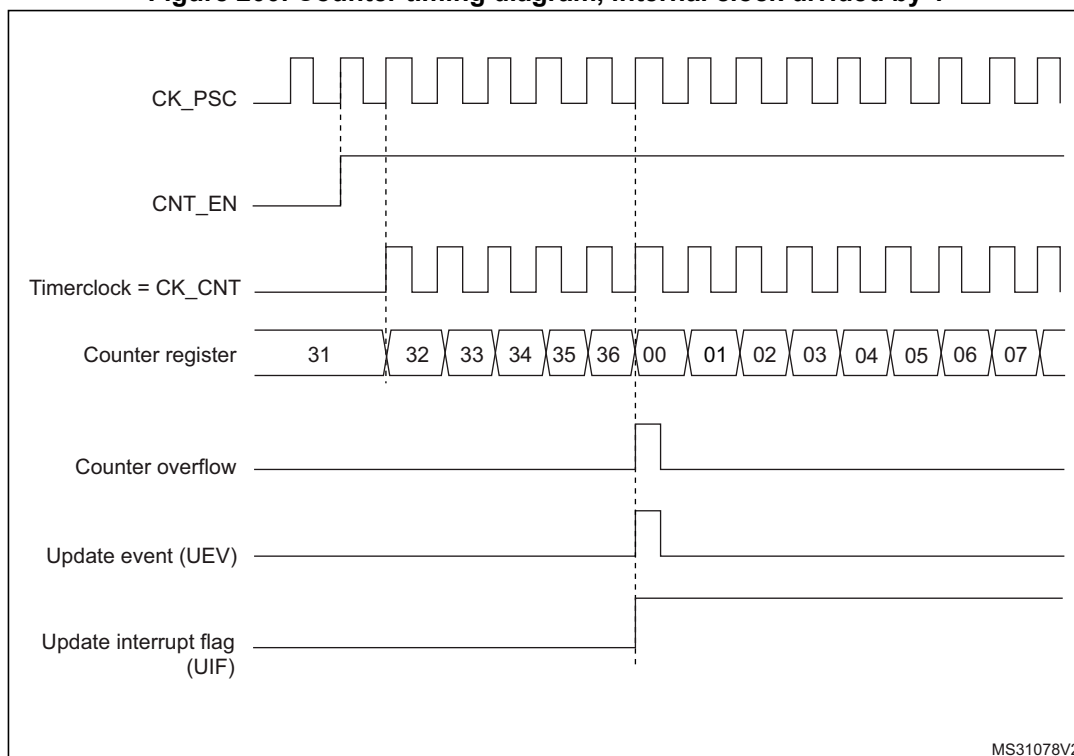 CK_PSC
CNT_EN
Timerclock = CK_CNT
Counter register 31 32 33 34 35 36 00 01 02 03 04 05 06 07
Counter overflow
Update event (UEV)
Update interrupt flag
(UIF)
MS31078V2